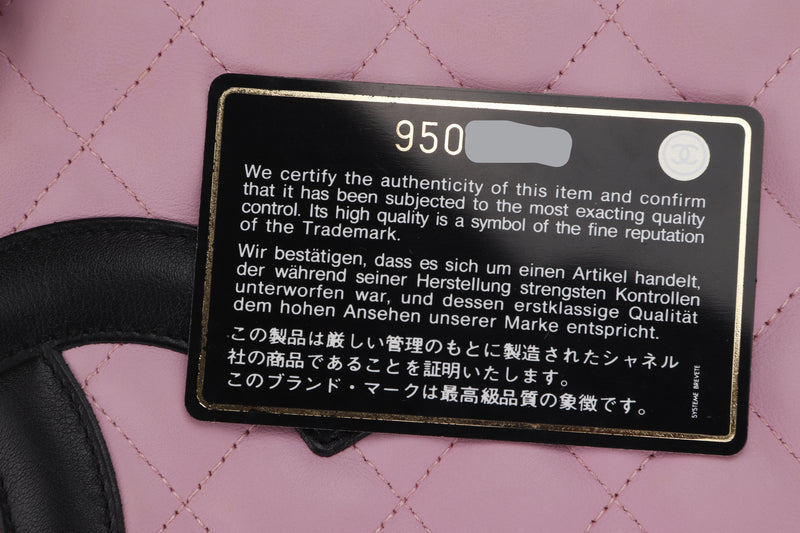 950
We certify the authenticity of this item and confirm
that it has been subjected to the most exacting quality
control. Its high quality is a symbol of the fine reputation
of the Trademark.
Wir bestätigen, dass es sich um einen Artikel handelt,
der während seiner Herstellung strengsten Kontrollen
unterworfen war, und dessen erstklassige Qualität
dem hohen Ansehen unserer Marke entspricht.
この製品は厳しい管理のもとに製造されたシャネル
社の商品であることを証明いたします。
このブランド・マークは最高級品質の象徴です。
SYSTEME BREVETE